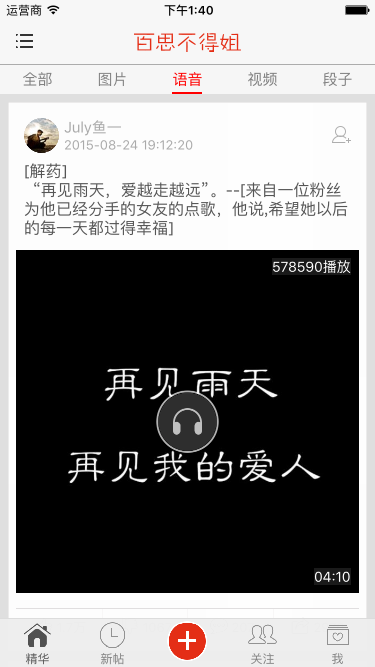 运营商 下午1:40
百思不得姐
全部 图片 语音 视频 段子
July鱼一
2015-08-24 19:12:20
[解药]
“再见雨天，爱越走越远”。--[来自一位粉丝
为他已经分手的女友的点歌，他说,希望她以后
的每一天都过得幸福]
578590播放
再见雨天
再见我的爱人
04:10
精华 新帖 关注 我